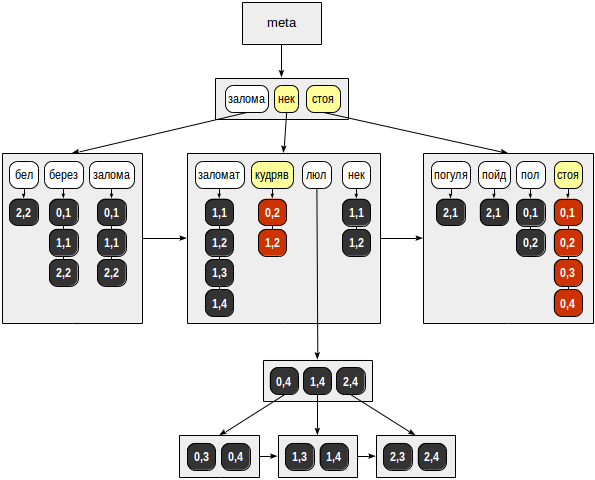 meta
залома нек стоя
бел берез залома заломат кудряв люл нек погуля пойд пол стоя
2,2 0,1 0,1 1,1 0,2 1,1 2,1 2,1 0,1 0,1
1,1 1,1 1,2 1,2 1,2 0,2 0,2
2,2 2,2 1,3 0,3
1,4 0,4
0,4 1,4 2,4
0,3 0,4 1,3 1,4 2,3 2,4